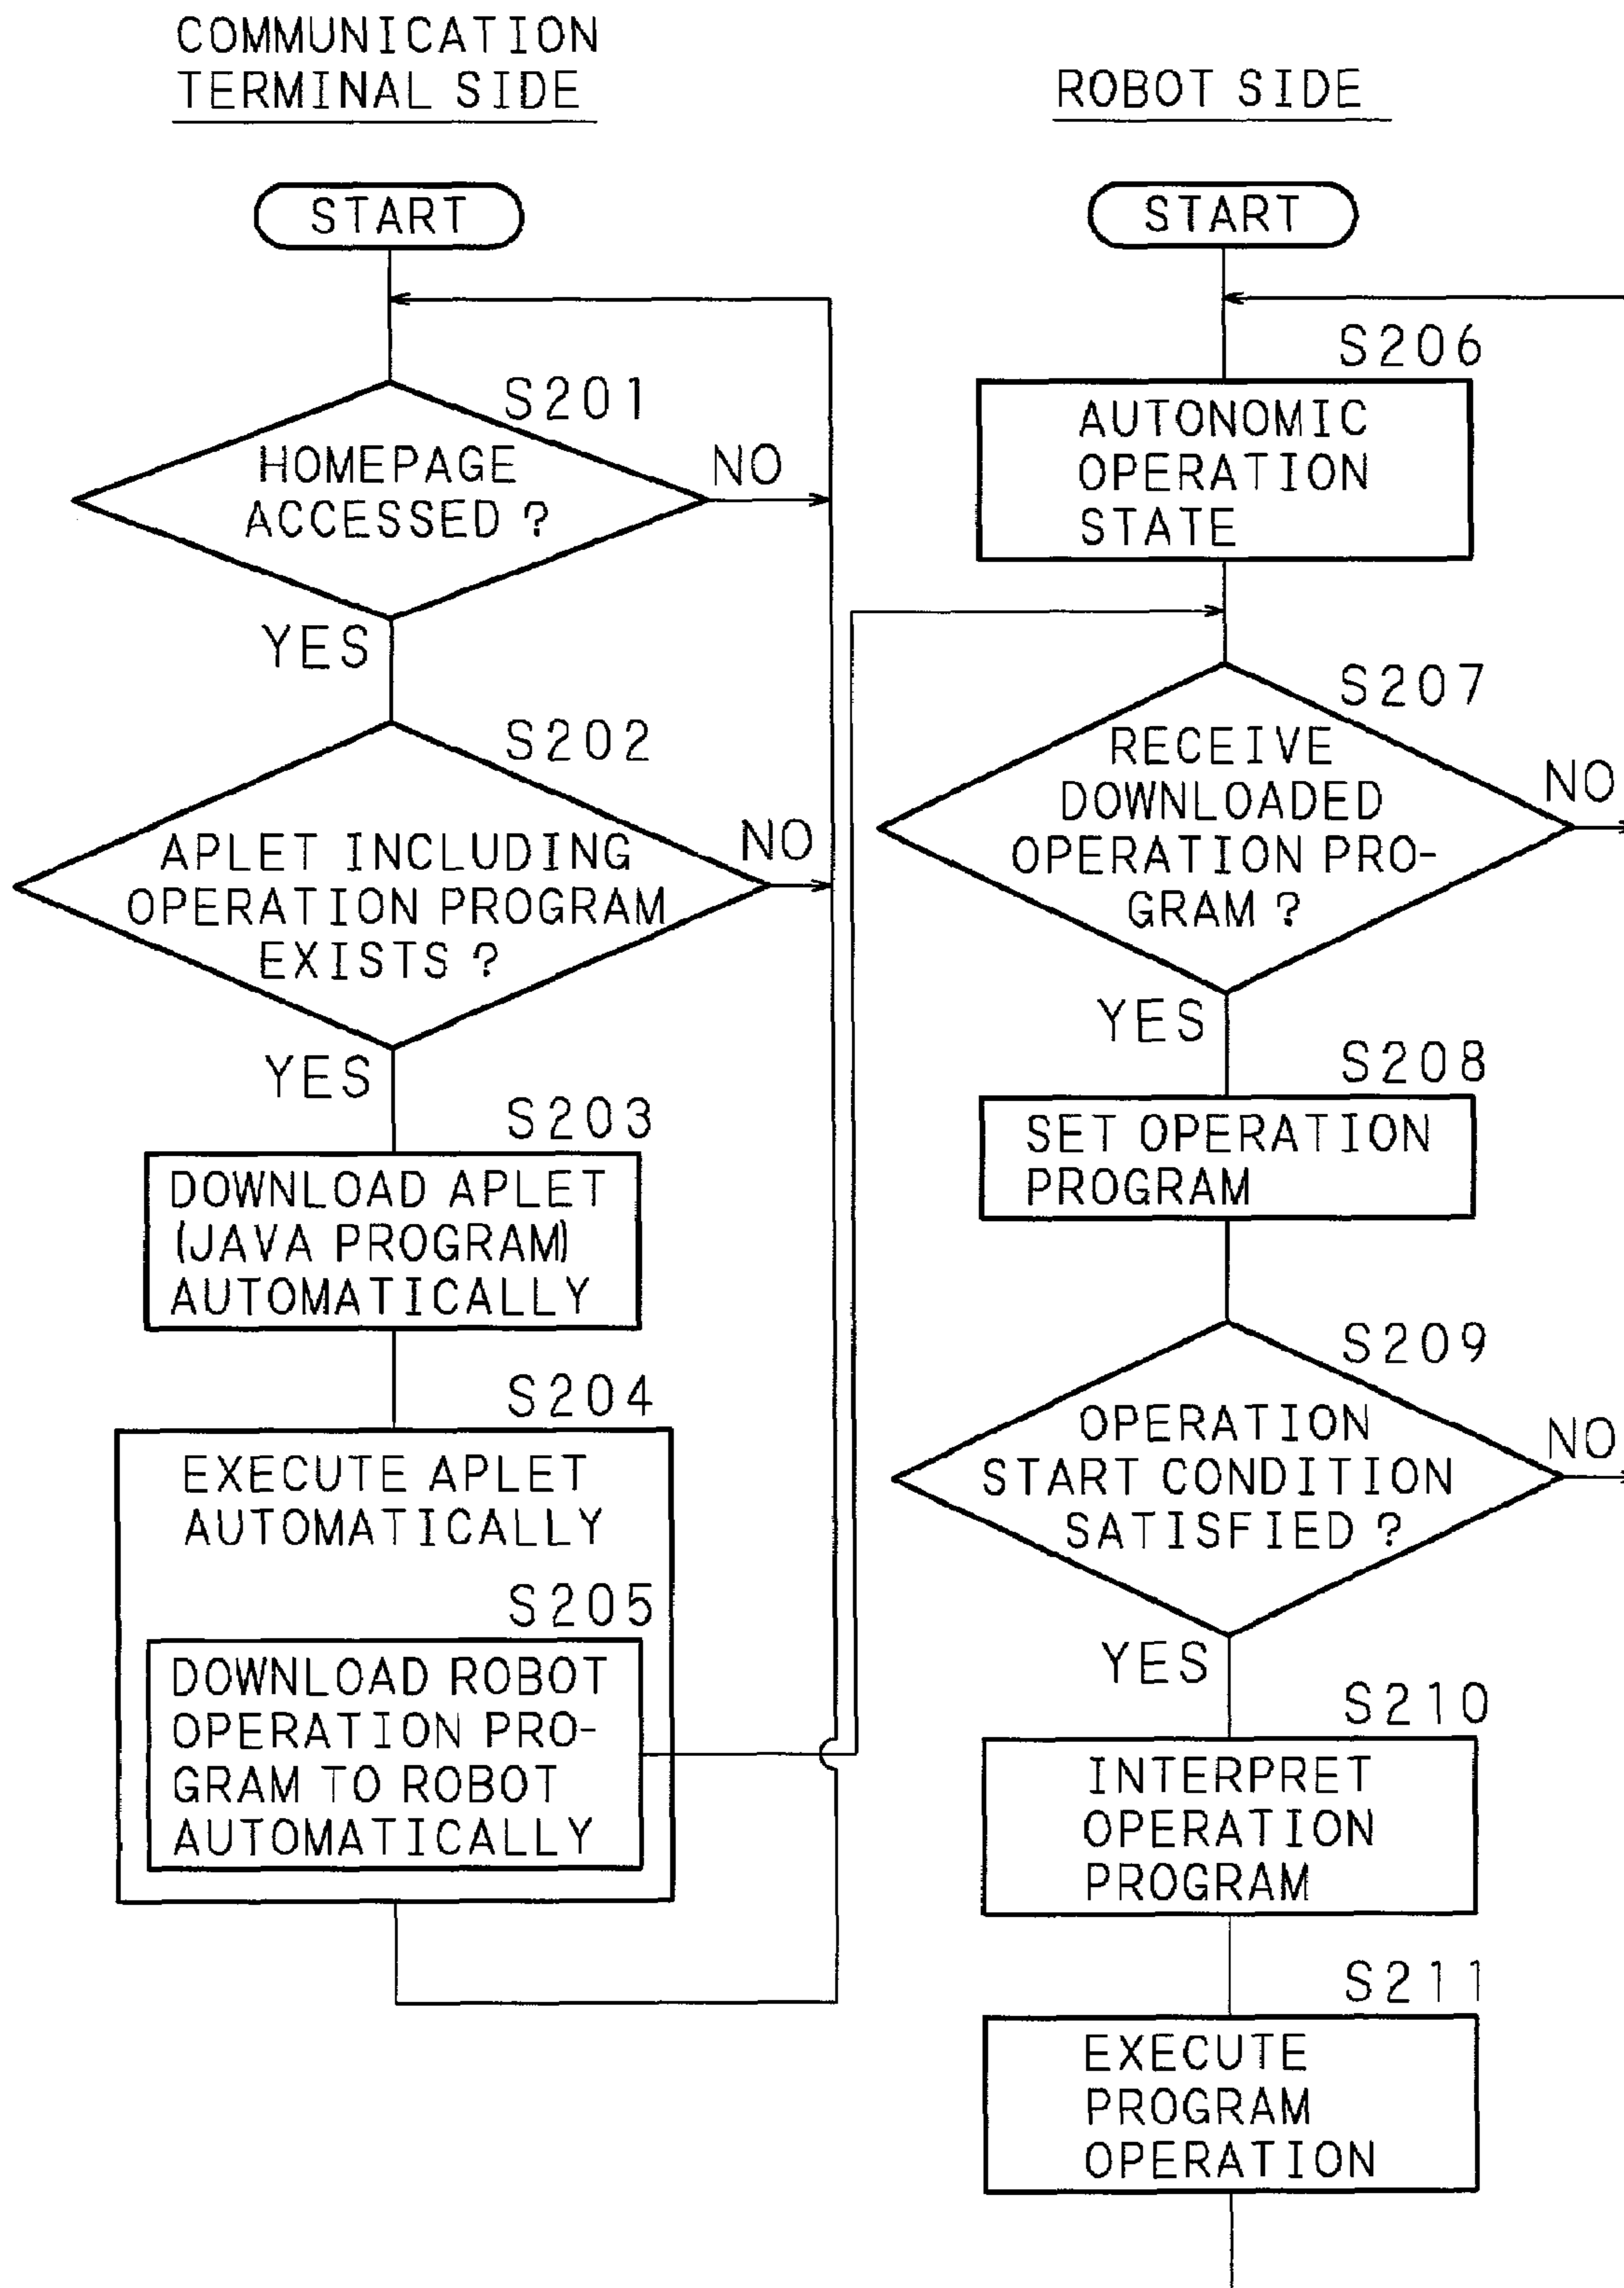 COMMUNICATION
TERMINAL SIDE
START
S201
HOMEPAGE
ACCESSED ?
NO
YES
S202
APLET INCLUDING
OPERATION PROGRAM
EXISTS ?
NO
YES
S203
DOWNLOAD APLET
(JAVA PROGRAM)
AUTOMATICALLY
S204
EXECUTE APLET
AUTOMATICALLY
S205
DOWNLOAD ROBOT
OPERATION PRO-
GRAM TO ROBOT
AUTOMATICALLY
ROBOT SIDE
START
S206
AUTONOMIC
OPERATION
STATE
S207
RECEIVE
DOWNLOADED
OPERATION PRO-
GRAM ?
NO
YES
S208
SET OPERATION
PROGRAM
S209
OPERATION
START CONDITION
SATISFIED ?
NO
YES
S210
INTERPRET
OPERATION
PROGRAM
S211
EXECUTE
PROGRAM
OPERATION